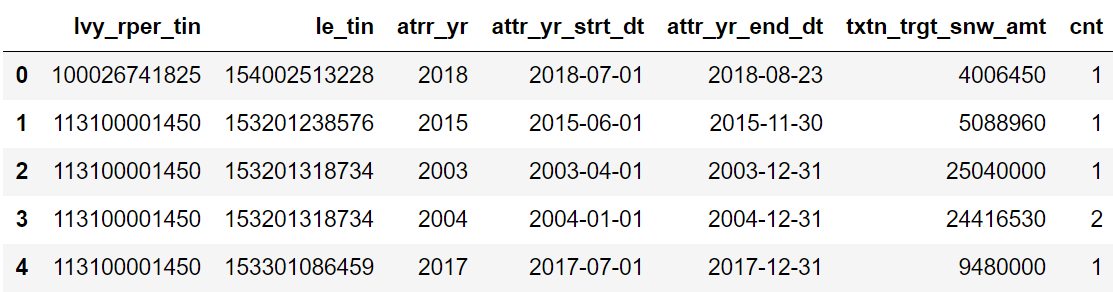 lvy_rper_tin le_tin atrr_yr attr_yr_strt_dt attr_yr_end_dt txtn_trgt_snw_amt cnt
0 100026741825 154002513228 2018 2018-07-01 2018-08-23 4006450 1
1 113100001450 153201238576 2015 2015-06-01 2015-11-30 5088960 1
2 113100001450 153201318734 2003 2003-04-01 2003-12-31 25040000 1
3 113100001450 153201318734 2004 2004-01-01 2004-12-31 24416530 2
4 113100001450 153301086459 2017 2017-07-01 2017-12-31 9480000 1